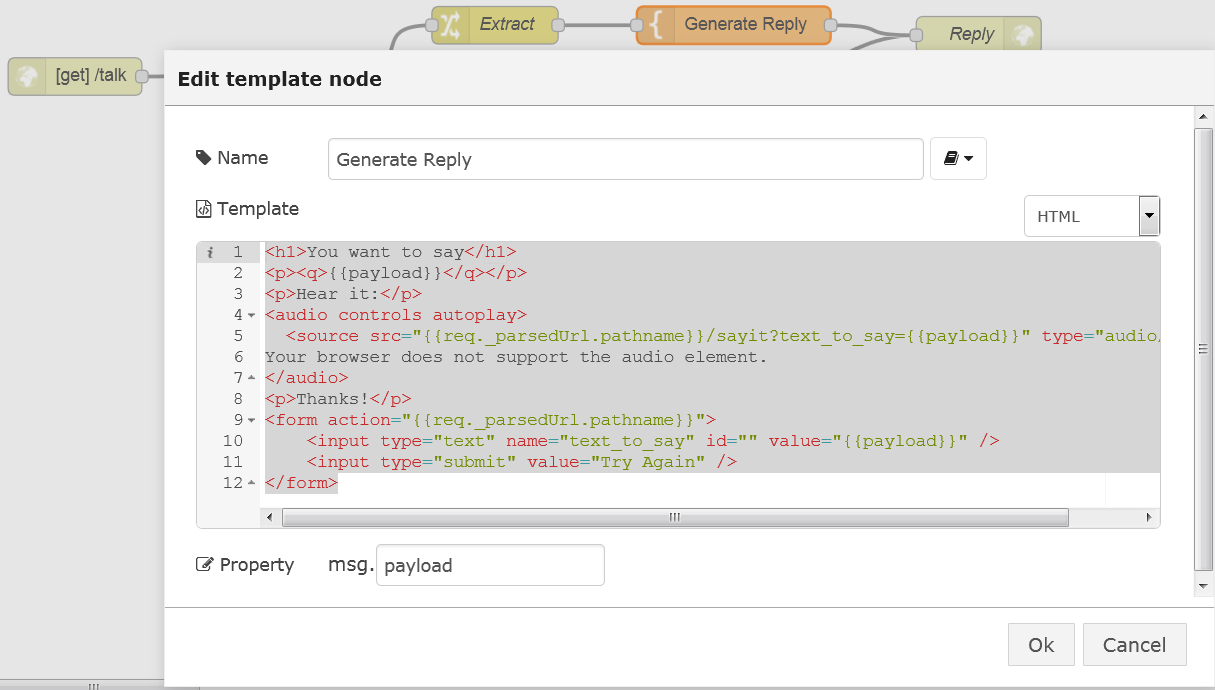 Extract
Generate Reply
Reply
[get] /talk
Edit template node
Name
Generate Reply
Template
HTML
i 1 <h1>You want to say</h1>
2 <p><q>{{payload}}</q></p>
3 <p>Hear it:</p>
4 <audio controls autoplay>
5 <source src="{{req._parsedUrl.pathname}}/sayit?text_to_say={{payload}}" type="audio/
6 Your browser does not support the audio element.
7 </audio>
8 <p>Thanks!</p>
9 <form action="{{req._parsedUrl.pathname}}">
10 <input type="text" name="text_to_say" id="" value="{{payload}}" />
11 <input type="submit" value="Try Again" />
12 </form>
Property msg. payload
Ok Cancel